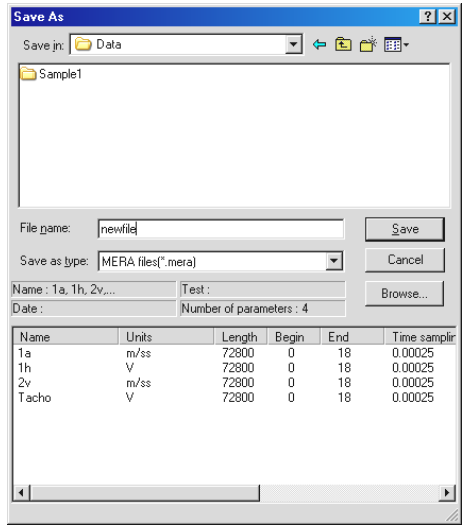 Save As
Save in: Data
Sample1
File name: newfile Save
Save as type: MERA files(*.mera) Cancel
Name : 1a, 1h, 2v,... Test : Browse...
Date : Number of parameters : 4
Name Units Length Begin End Time samplin
1a m/ss 72800 0 18 0.00025
1h V 72800 0 18 0.00025
2v m/ss 72800 0 18 0.00025
Tacho V 72800 0 18 0.00025